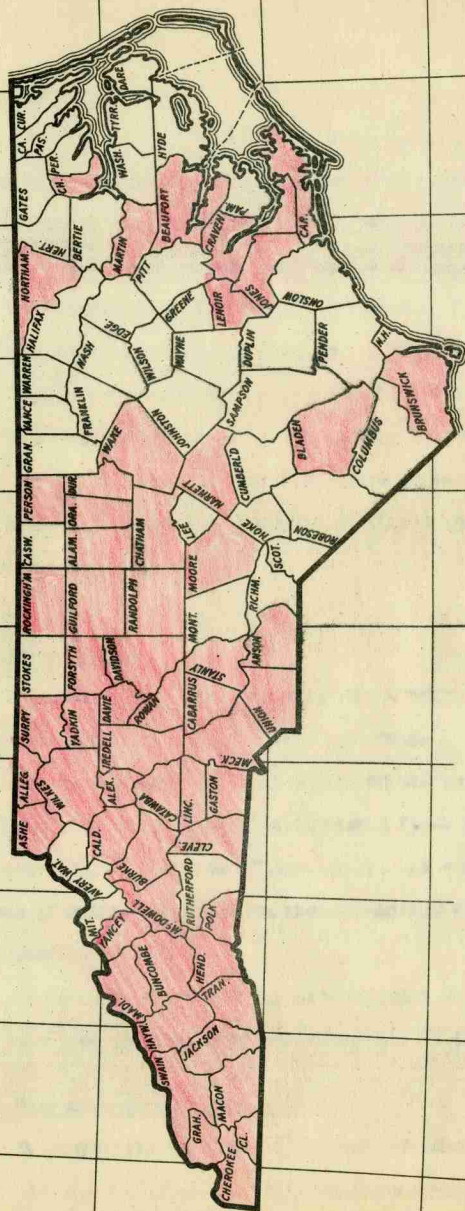 CHEROKEE
CL.
GRAH.
MACON
SWAIN
JACKSON
HAYW.
TRAN.
MADI.
BUNCOMBE
HEND.
YANCEY
MIT.
McDOWELL
RUTHERFORD
POLK
AVERY
WAT.
BURKE
CLEVE.
CALD.
ASHE
ALLEG
WILKES
ALEX.
CATAWBA
LINC.
GASTON
SURRY
YADKIN
IREDELL
DAVIE
ROWAN
CABARRUS
MECK.
STOKES
FORSYTH
DAVIDSON
STANLY
UNION
ROCKINGH'M
GUILFORD
RANDOLPH
MONT.
ANSON
CASW.
ALAM.
ORA.
CHATHAM
MOORE
RICHM.
SCOT.
PERSON
DUR.
LEE
HARNETT
HOKE
ROBESON
GRAN.
WAKE
CUMBERL'D
BLADEN
COLUMBUS
VANCE
WARREN
FRANKLIN
JOHNSTON
SAMPSON
BRUNSWICK
HALIFAX
NASH
WILSON
WAYNE
DUPLIN
PENDER
N.H.
NORTHAM.
EDGE.
GREENE
LENOIR
JONES
ONSLOW
HERT.
BERTIE
MARTIN
PITT
BEAUFORT
CRAVEN
PAM.
CAR.
GATES
CH.
PER.
PAS.
CA.
CUR.
WASH.
TYRR.
DARE
HYDE